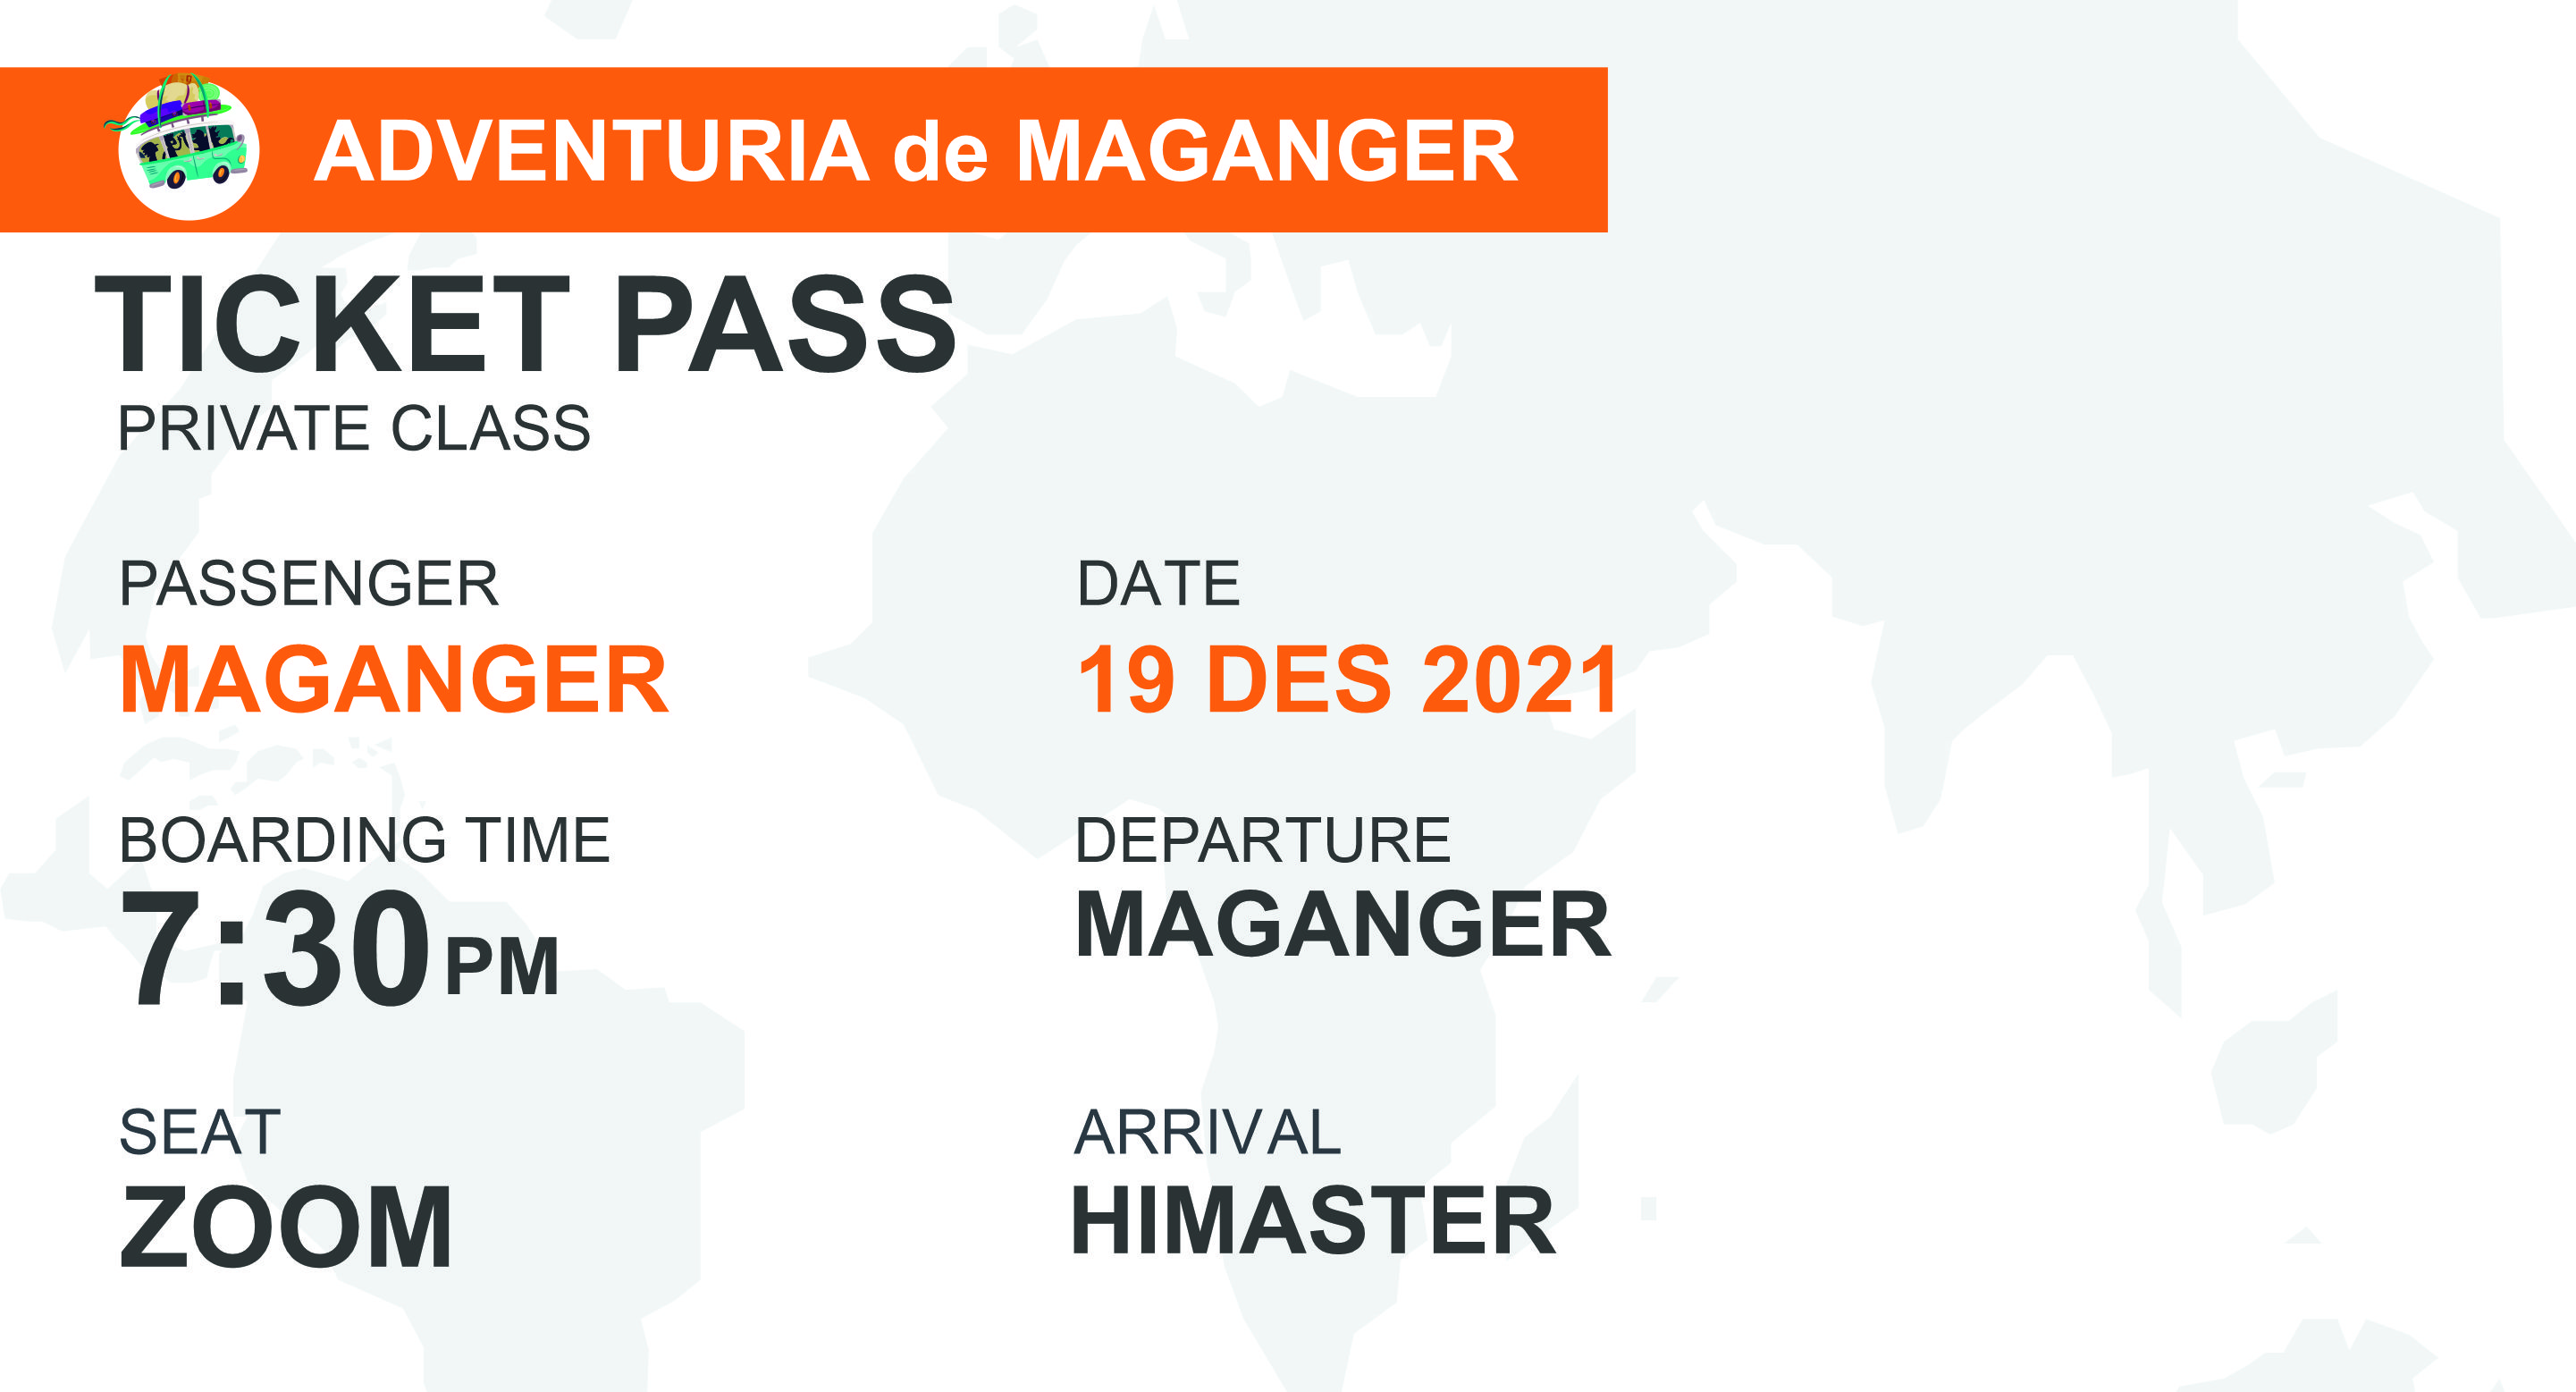 ADVENTURIA de MAGANGER
TICKET PASS
PRIVATE CLASS
PASSENGER
MAGANGER
DATE
19 DES 2021
BOARDING TIME
7:30 PM
DEPARTURE
MAGANGER
SEAT
ZOOM
ARRIVAL
HIMASTER